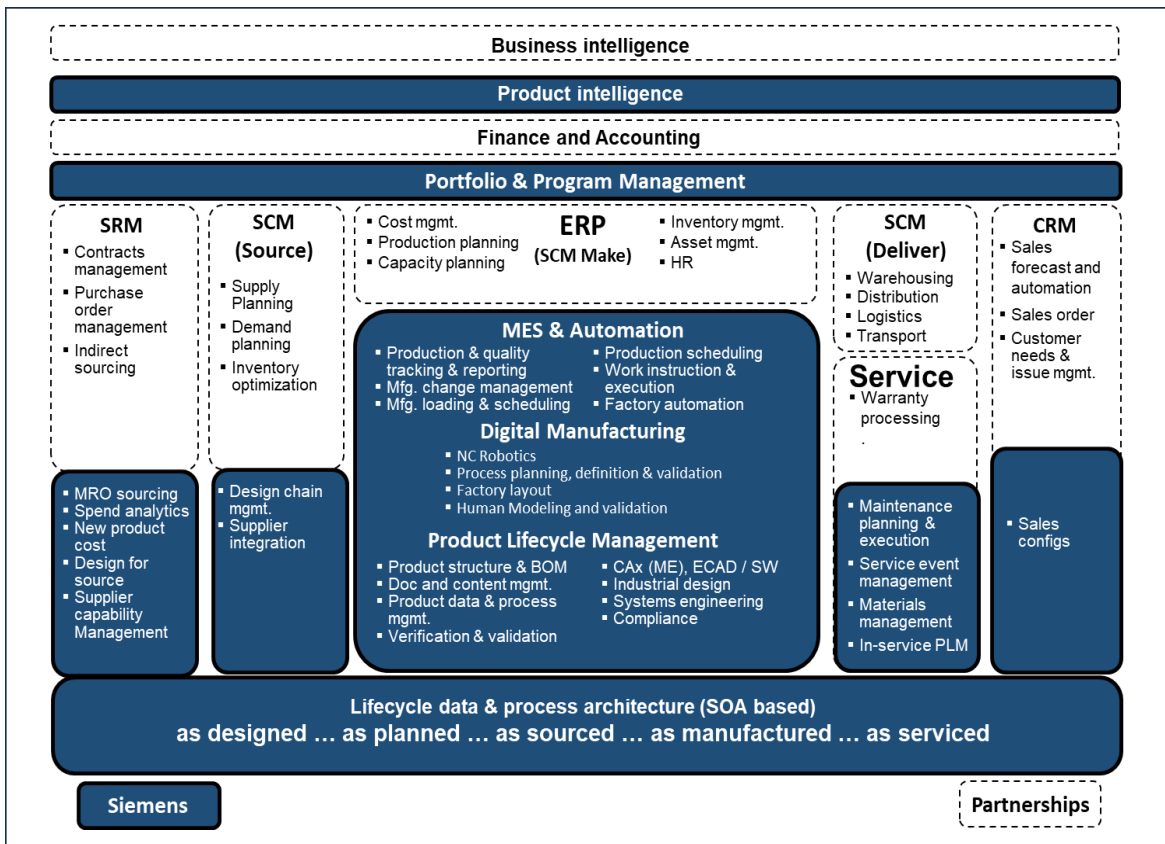 Business intelligence
Product intelligence
Finance and Accounting
Portfolio & Program Management
SRM
▪ Contracts
management
▪ Purchase
order
management
▪ Indirect
sourcing
▪ MRO sourcing
▪ Spend analytics
▪ New product
cost
▪ Design for
source
▪ Supplier
capability
Management
SCM
(Source)
▪ Supply
Planning
▪ Demand
planning
▪ Inventory
optimization
▪ Design chain
mgmt.
▪ Supplier
integration
ERP
(SCM Make)
▪ Cost mgmt.
▪ Production planning
▪ Capacity planning
▪ Inventory mgmt.
▪ Asset mgmt.
▪ HR
MES & Automation
▪ Production & quality
tracking & reporting
▪ Mfg. change management
▪ Mfg. loading & scheduling
▪ Production scheduling
▪ Work instruction &
execution
▪ Factory automation
Digital Manufacturing
▪ NC Robotics
▪ Process planning, definition & validation
▪ Factory layout
▪ Human Modeling and validation
Product Lifecycle Management
▪ Product structure & BOM
▪ Doc and content mgmt.
▪ Product data & process
mgmt.
▪ Verification & validation
▪ CAx (ME), ECAD / SW
▪ Industrial design
▪ Systems engineering
▪ Compliance
SCM
(Deliver)
▪ Warehousing
▪ Distribution
▪ Logistics
▪ Transport
Service
▪ Warranty
processing
.
▪ Maintenance
planning &
execution
▪ Service event
management
▪ Materials
management
▪ In-service PLM
CRM
▪ Sales
forecast and
automation
▪ Sales order
▪ Customer
needs &
issue mgmt.
▪ Sales
configs
Lifecycle data & process architecture (SOA based)
as designed … as planned … as sourced … as manufactured … as serviced
Siemens
Partnerships